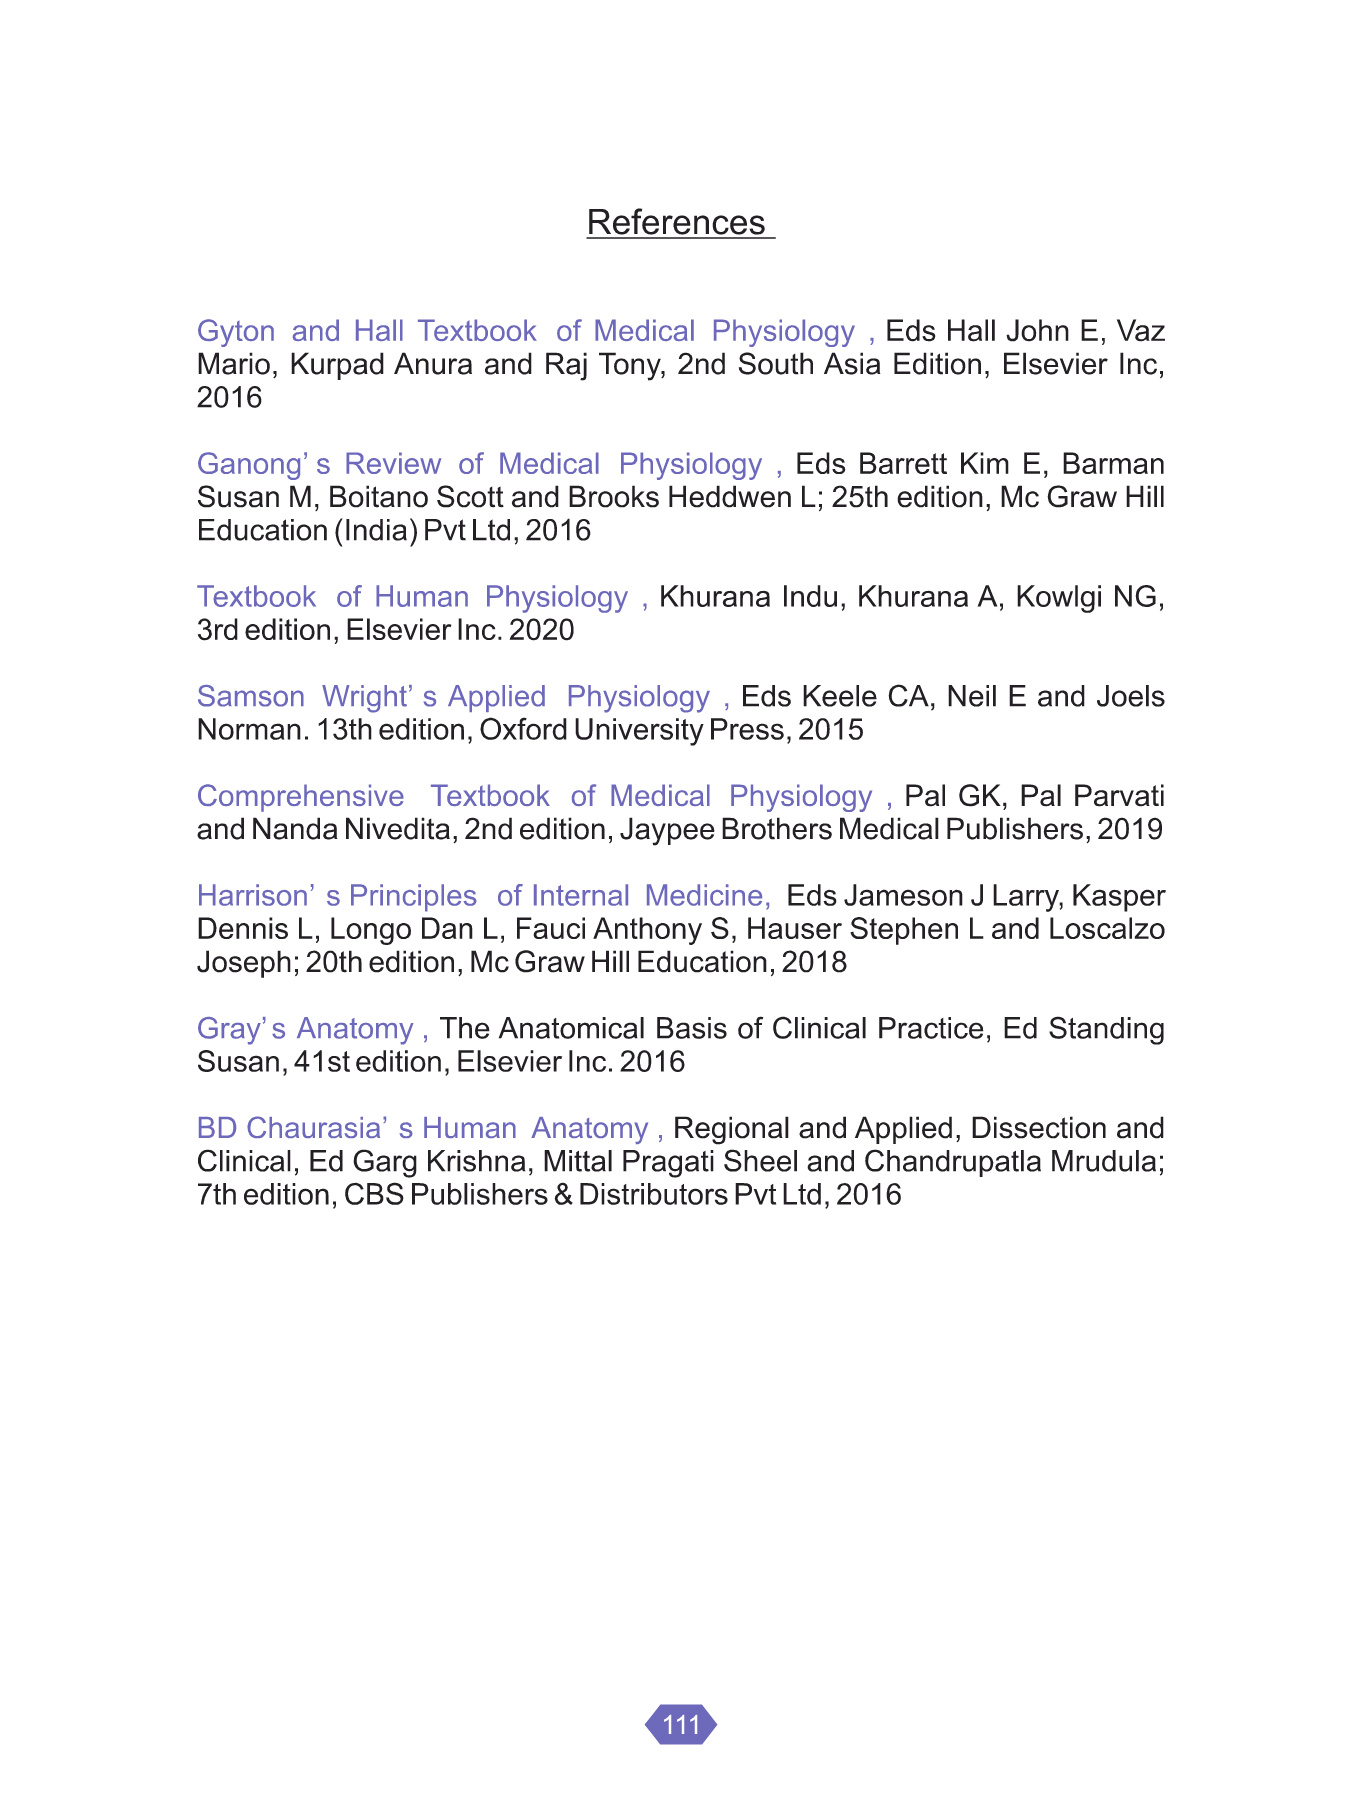 References
Gyton and Hall Textbook of Medical Physiology , Eds Hall John E, Vaz
Mario, Kurpad Anura and Raj Tony, 2nd South Asia Edition, Elsevier Inc,
2016
Ganong’ s Review of Medical Physiology , Eds Barrett Kim E, Barman
Susan M, Boitano Scott and Brooks Heddwen L; 25th edition, Mc Graw Hill
Education (India) Pvt Ltd, 2016
Textbook of Human Physiology , Khurana Indu, Khurana A, Kowlgi NG,
3rd edition, Elsevier Inc. 2020
Samson Wright’ s Applied Physiology , Eds Keele CA, Neil E and Joels
Norman. 13th edition, Oxford University Press, 2015
Comprehensive Textbook of Medical Physiology , Pal GK, Pal Parvati
and Nanda Nivedita, 2nd edition, Jaypee Brothers Medical Publishers, 2019
Harrison’ s Principles of Internal Medicine, Eds Jameson J Larry, Kasper
Dennis L, Longo Dan L, Fauci Anthony S, Hauser Stephen L and Loscalzo
Joseph; 20th edition, Mc Graw Hill Education, 2018
Gray’ s Anatomy , The Anatomical Basis of Clinical Practice, Ed Standing
Susan, 41st edition, Elsevier Inc. 2016
BD Chaurasia’ s Human Anatomy , Regional and Applied, Dissection and
Clinical, Ed Garg Krishna, Mittal Pragati Sheel and Chandrupatla Mrudula;
7th edition, CBS Publishers & Distributors Pvt Ltd, 2016
111